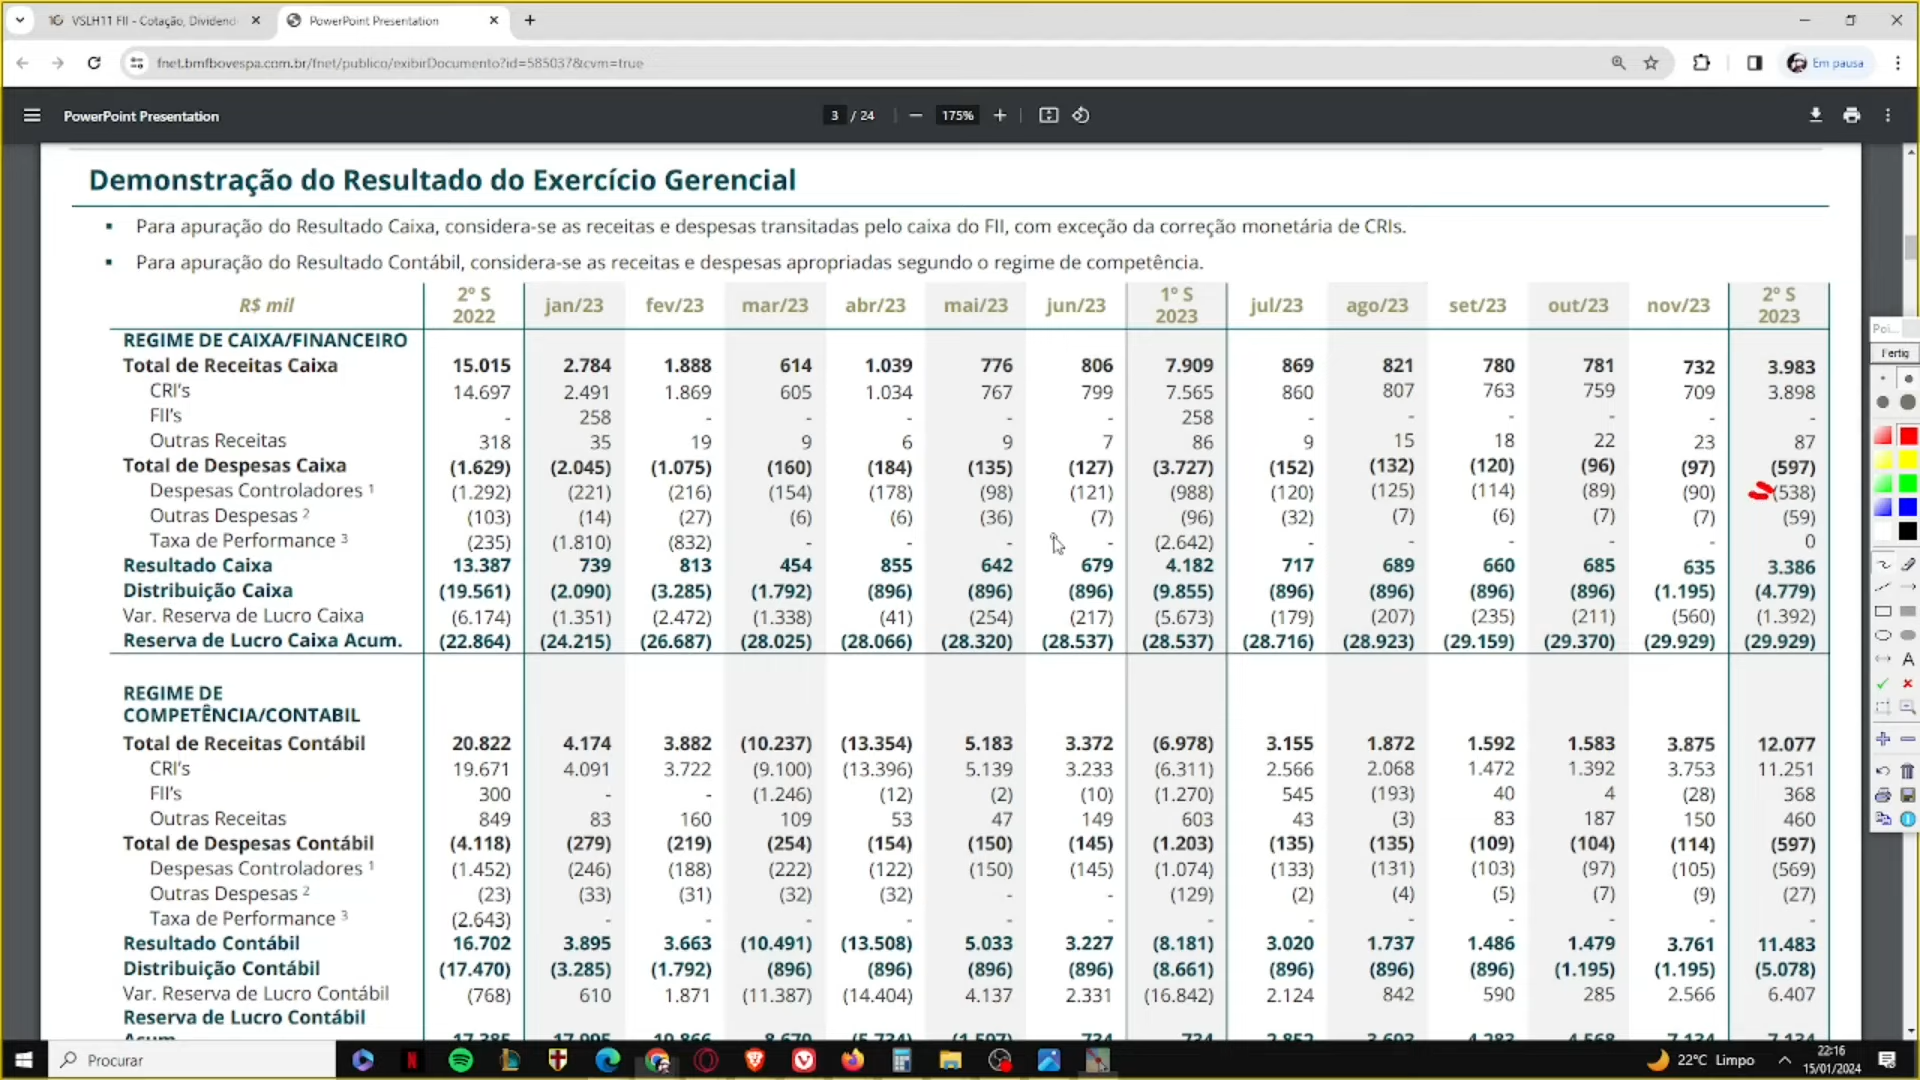 VSLH11 FII - Cotação, Dividend
PowerPoint Presentation
fnet.bmfbovespa.com.br/fnet/publico/exibirDocumento?id=585037&cvm=true
Em pausa
PowerPoint Presentation
3 / 24
175%
Demonstração do Resultado do Exercício Gerencial
▪ Para apuração do Resultado Caixa, considera-se as receitas e despesas transitadas pelo caixa do FII, com exceção da correção monetária de CRIs.
▪ Para apuração do Resultado Contábil, considera-se as receitas e despesas apropriadas segundo o regime de competência.
R$ mil 2º S 2022 jan/23 fev/23 mar/23 abr/23 mai/23 jun/23 1º S 2023 jul/23 ago/23 set/23 out/23 nov/23 2º S 2023
REGIME DE CAIXA/FINANCEIRO
Total de Receitas Caixa 15.015 2.784 1.888 614 1.039 776 806 7.909 869 821 780 781 732 3.983
CRI's 14.697 2.491 1.869 605 1.034 767 799 7.565 860 807 763 759 709 3.898
FII's - 258 - - - - - 258 - - - - - -
Outras Receitas 318 35 19 9 6 9 7 86 9 15 18 22 23 87
Total de Despesas Caixa (1.629) (2.045) (1.075) (160) (184) (135) (127) (3.727) (152) (132) (120) (96) (97) (597)
Despesas Controladores 1 (1.292) (221) (216) (154) (178) (98) (121) (988) (120) (125) (114) (89) (90) (538)
Outras Despesas 2 (103) (14) (27) (6) (6) (36) (7) (96) (32) (7) (6) (7) (7) (59)
Taxa de Performance 3 (235) (1.810) (832) - - - - (2.642) - - - - - 0
Resultado Caixa 13.387 739 813 454 855 642 679 4.182 717 689 660 685 635 3.386
Distribuição Caixa (19.561) (2.090) (3.285) (1.792) (896) (896) (896) (9.855) (896) (896) (896) (896) (1.195) (4.779)
Var. Reserva de Lucro Caixa (6.174) (1.351) (2.472) (1.338) (41) (254) (217) (5.673) (179) (207) (235) (211) (560) (1.392)
Reserva de Lucro Caixa Acum. (22.864) (24.215) (26.687) (28.025) (28.066) (28.320) (28.537) (28.537) (28.716) (28.923) (29.159) (29.370) (29.929) (29.929)
REGIME DE
COMPETÊNCIA/CONTABIL
Total de Receitas Contábil 20.822 4.174 3.882 (10.237) (13.354) 5.183 3.372 (6.978) 3.155 1.872 1.592 1.583 3.875 12.077
CRI's 19.671 4.091 3.722 (9.100) (13.396) 5.139 3.233 (6.311) 2.566 2.068 1.472 1.392 3.753 11.251
FII's 300 - - (1.246) (12) (2) (10) (1.270) 545 (193) 40 4 (28) 368
Outras Receitas 849 83 160 109 53 47 149 603 43 (3) 83 187 150 460
Total de Despesas Contábil (4.118) (279) (219) (254) (154) (150) (145) (1.203) (135) (135) (109) (104) (114) (597)
Despesas Controladores 1 (1.452) (246) (188) (222) (122) (150) (145) (1.074) (133) (131) (103) (97) (105) (569)
Outras Despesas 2 (23) (33) (31) (32) (32) - - (129) (2) (4) (5) (7) (9) (27)
Taxa de Performance 3 (2.643) - - - - - - - - - - - - -
Resultado Contábil 16.702 3.895 3.663 (10.491) (13.508) 5.033 3.227 (8.181) 3.020 1.737 1.486 1.479 3.761 11.483
Distribuição Contábil (17.470) (3.285) (1.792) (896) (896) (896) (896) (8.661) (896) (896) (896) (1.195) (1.195) (5.078)
Var. Reserva de Lucro Contábil (768) 610 1.871 (11.387) (14.404) 4.137 2.331 (16.842) 2.124 842 590 285 2.566 6.407
Reserva de Lucro Contábil
Fertig
A
Procurar
22°C Limpo
22:16
15/01/2024